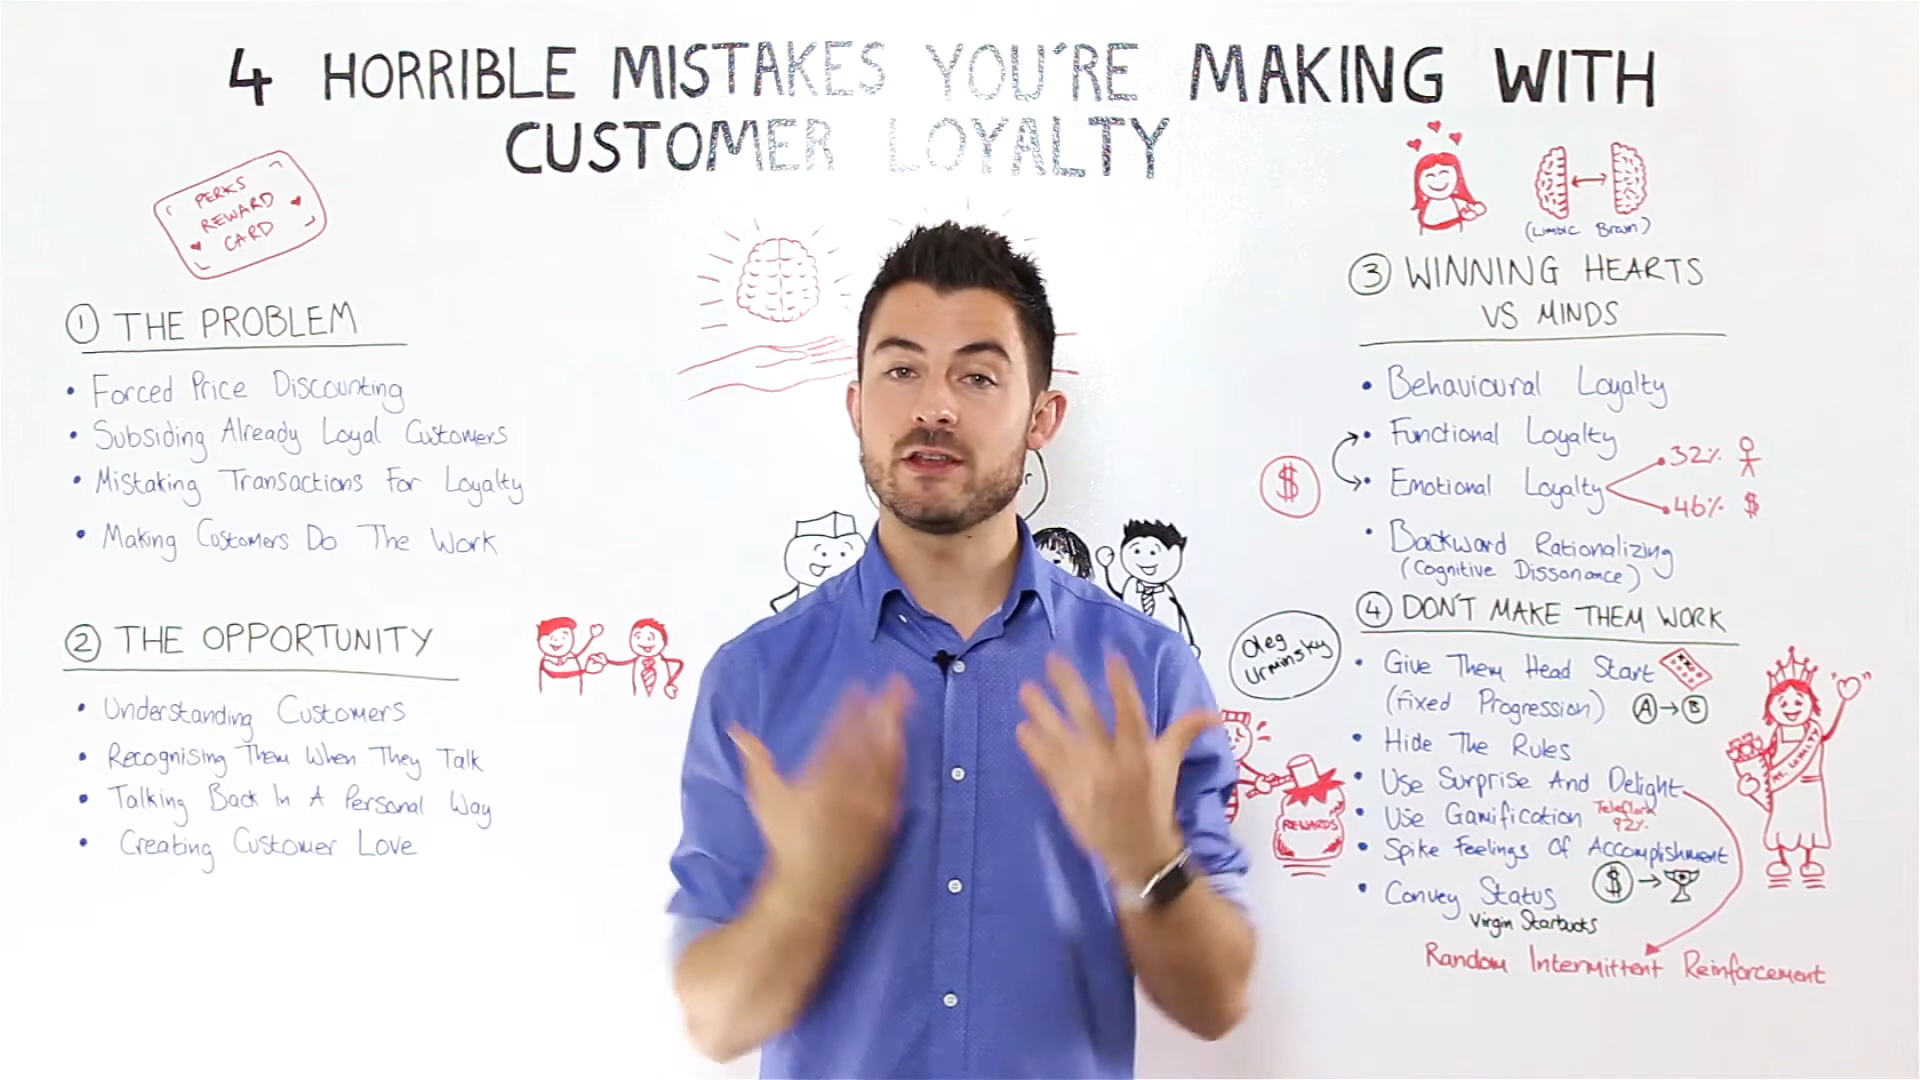 4 HORRIBLE MISTAKES YOU'RE MAKING WITH
CUSTOMER LOYALTY
PERKS
REWARD
CARD
1 THE PROBLEM
• Forced Price Discounting
• Subsiding Already Loyal Customers
• Mistaking Transactions For Loyalty
• Making Customers Do The Work
2 THE OPPORTUNITY
• Understanding Customers
• Recognising Them When They Talk
• Talking Back In A Personal Way
• Creating Customer Love
(Limbic Brain)
3 WINNING HEARTS
VS MINDS
• Behavioural Loyalty
• Functional Loyalty
$
• Emotional Loyalty
32%
46% $
• Backward Rationalizing
(Cognitive Dissonance)
4 DON'T MAKE THEM WORK
Oleg
Urminsky
• Give Them Head Start
(Fixed Progression) A → B
• Hide The Rules
• Use Surprise And Delight
• Use Gamification Teleflora
92%
• Spike Feelings Of Accomplishment
• Convey Status $ →
Virgin Starbucks
Random Intermittent Reinforcement
REWARDS
LOYALTY